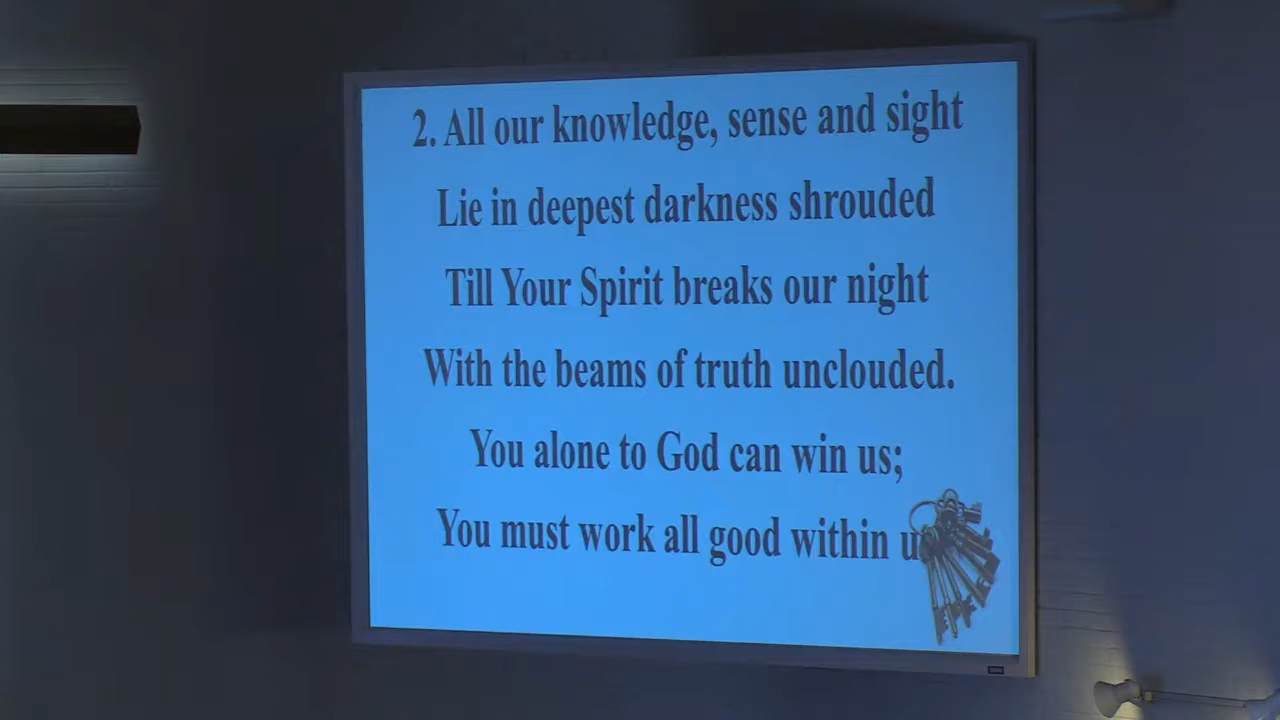 2. All our knowledge, sense and sight
Lie in deepest darkness shrouded
Till Your Spirit breaks our night
With the beams of truth unclouded.
You alone to God can win us;
You must work all good within